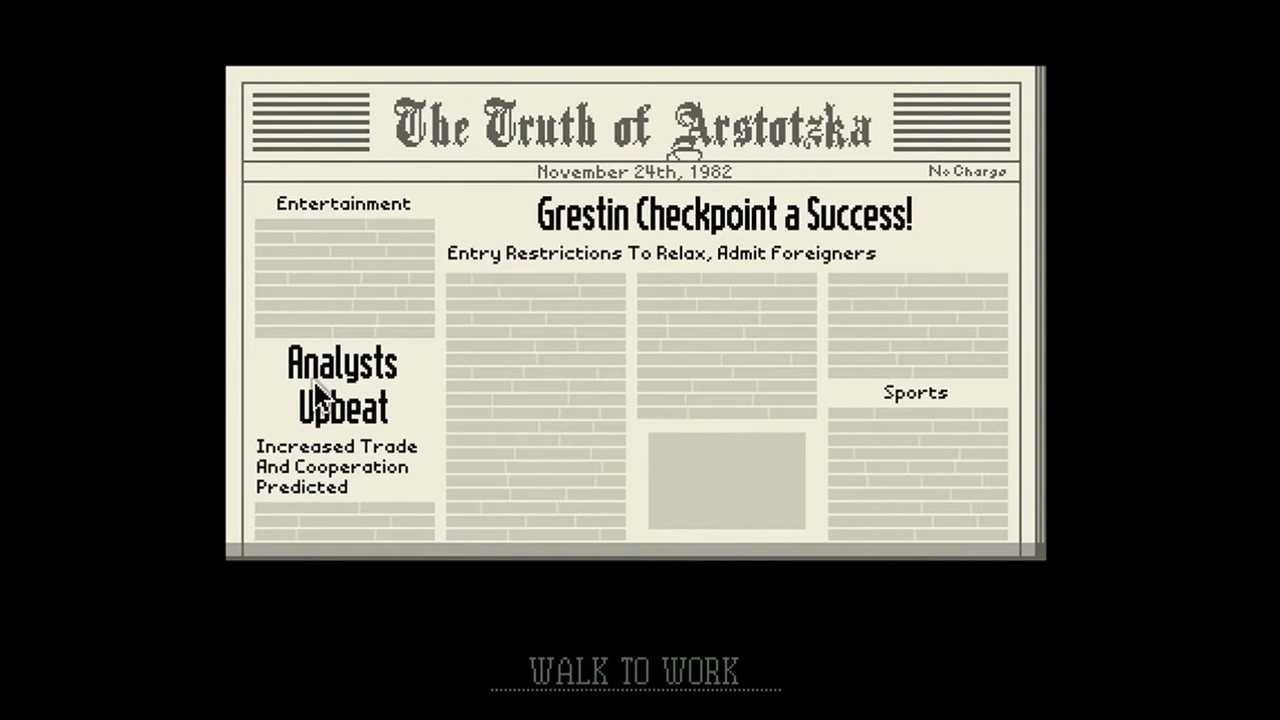 The Truth of Arstotzka
November 24th, 1982
No Charge
Entertainment
Analysts
Upbeat
Increased Trade
And Cooperation
Predicted
Grestin Checkpoint a Success!
Entry Restrictions To Relax, Admit Foreigners
Sports
WALK TO WORK